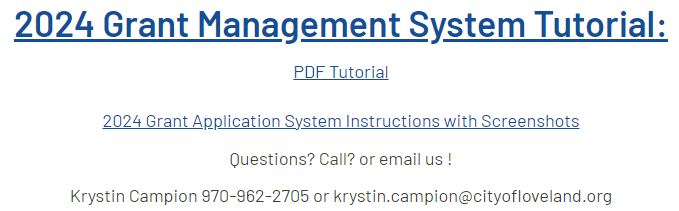 2024 Grant Management System Tutorial:
PDF Tutorial
2024 Grant Application System Instructions with Screenshots
Questions? Call? or email us !
Krystin Campion 970-962-2705 or krystin.campion@cityofloveland.org